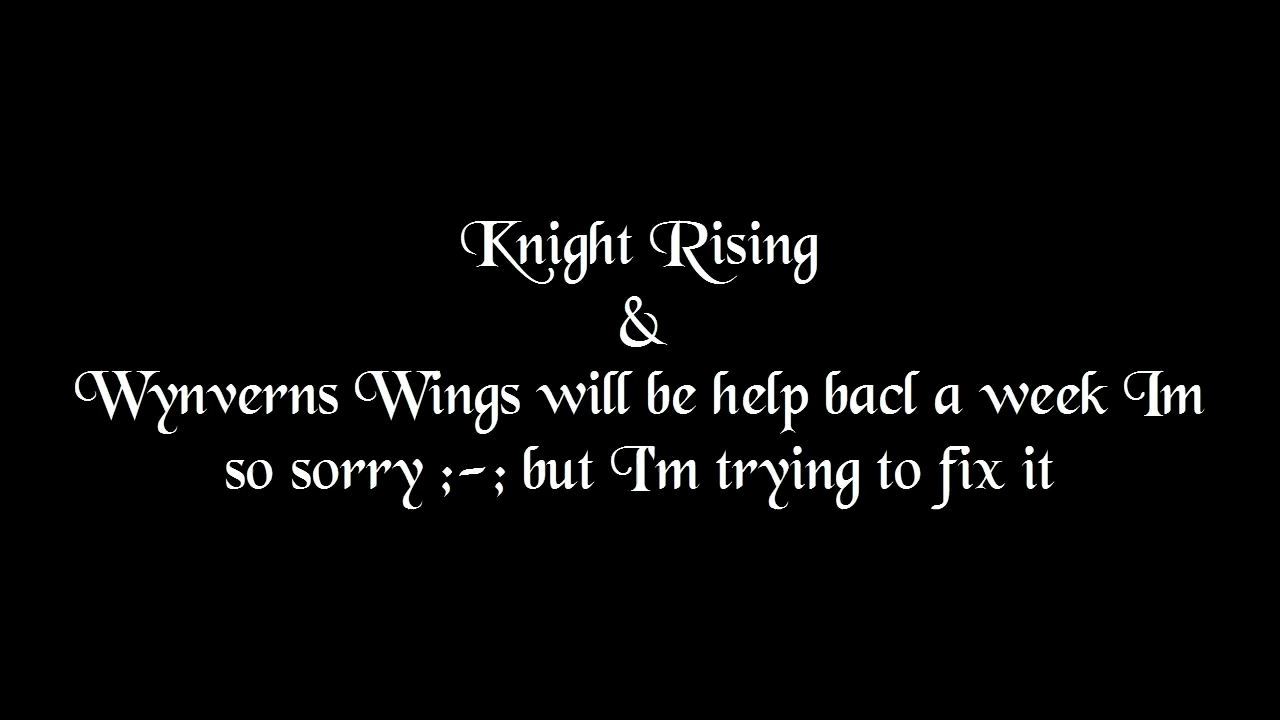 Knight Rising
&
Wynverns Wings will be help bacl a week Im
so sorry ;-; but I'm trying to fix it